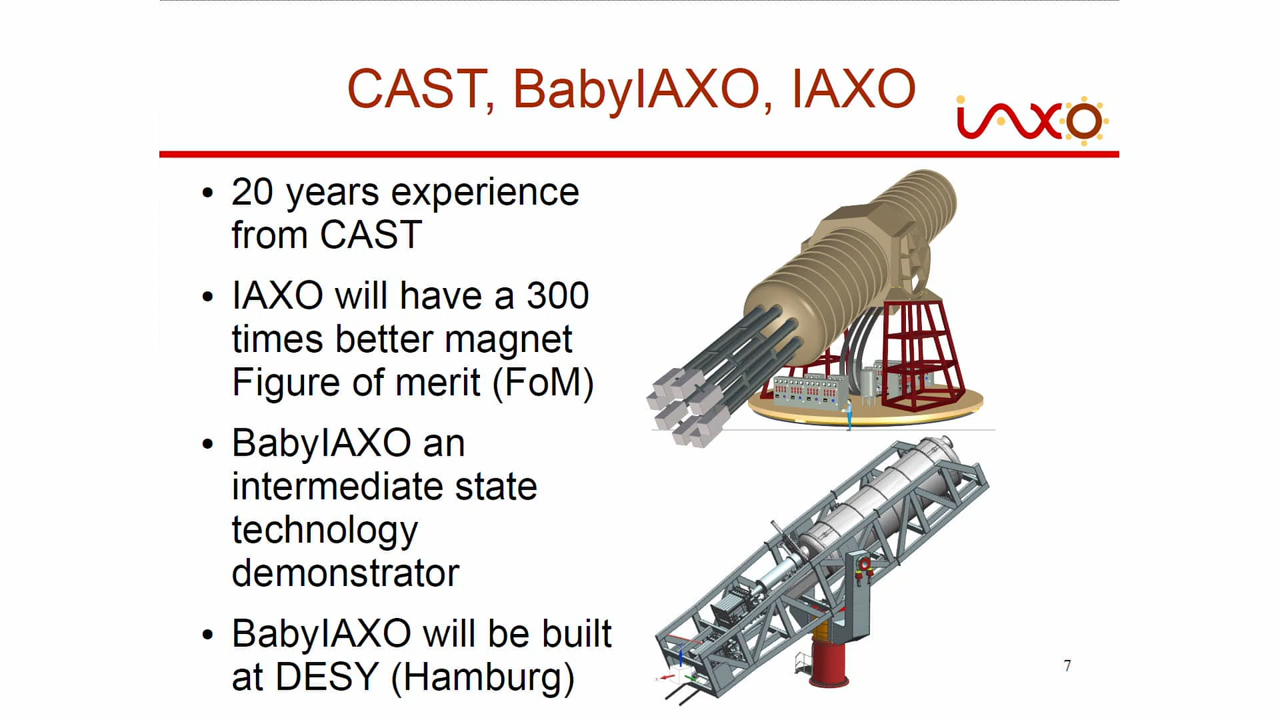 CAST, BabyIAXO, IAXO
iAXO
• 20 years experience
from CAST
• IAXO will have a 300
times better magnet
Figure of merit (FoM)
• BabyIAXO an
intermediate state
technology
demonstrator
• BabyIAXO will be built
at DESY (Hamburg)
7